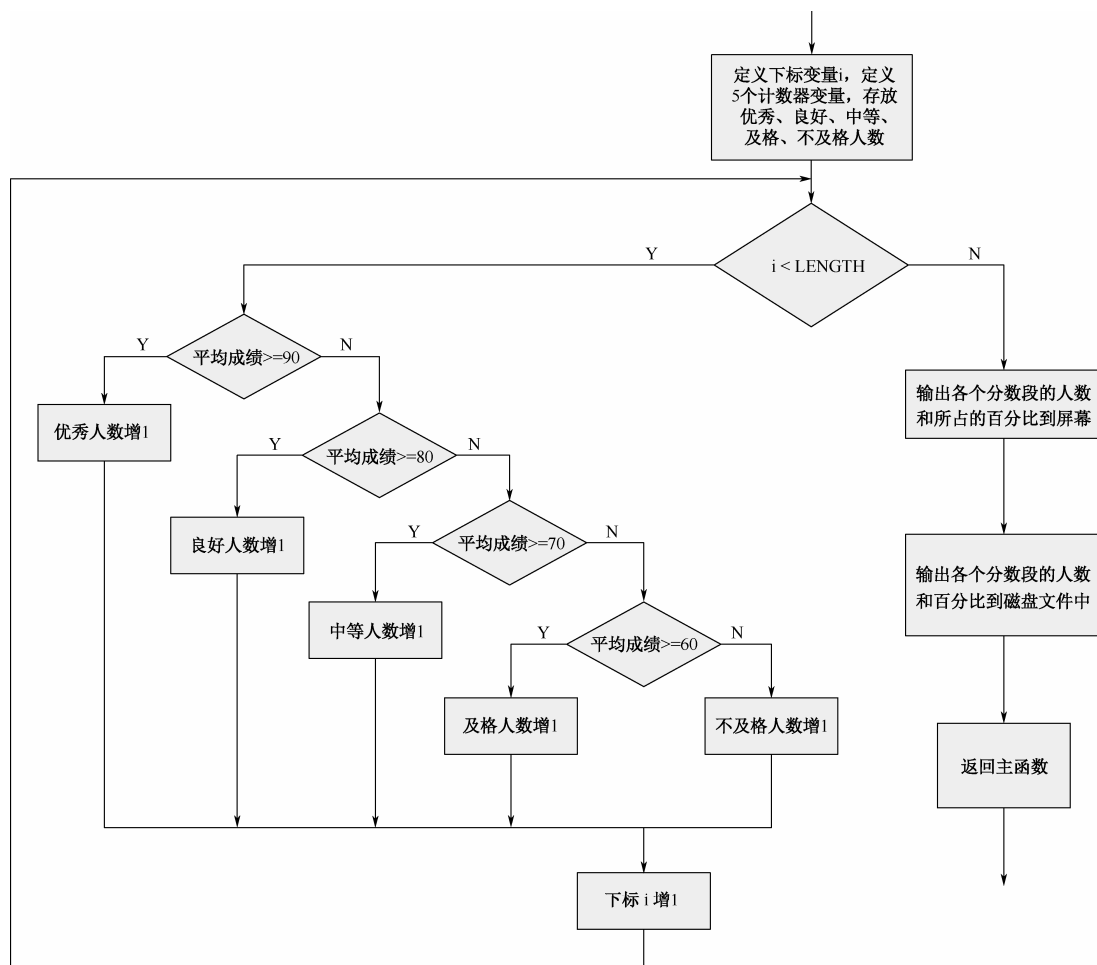 定义下标变量i，定义
5个计数器变量，存放
优秀、良好、中等、
及格、不及格人数
Y
i < LENGTH
N
Y
平均成绩>=90
N
优秀人数增1
输出各个分数段的人数
和所占的百分比到屏幕
Y
平均成绩>=80
N
良好人数增1
Y
平均成绩>=70
N
输出各个分数段的人数
和百分比到磁盘文件中
中等人数增1
Y
平均成绩>=60
N
及格人数增1
不及格人数增1
返回主函数
下标 i 增1